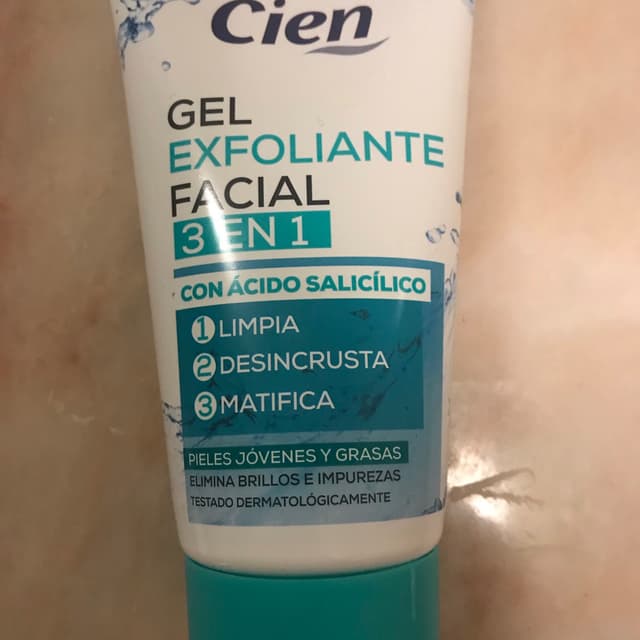 Cien
GEL
EXFOLIANTE
FACIAL
3 EN 1
CON ÁCIDO SALICÍLICO
1 LIMPIA
2 DESINCRUSTA
3 MATIFICA
PIELES JÓVENES Y GRASAS
ELIMINA BRILLOS E IMPUREZAS
TESTADO DERMATOLÓGICAMENTE